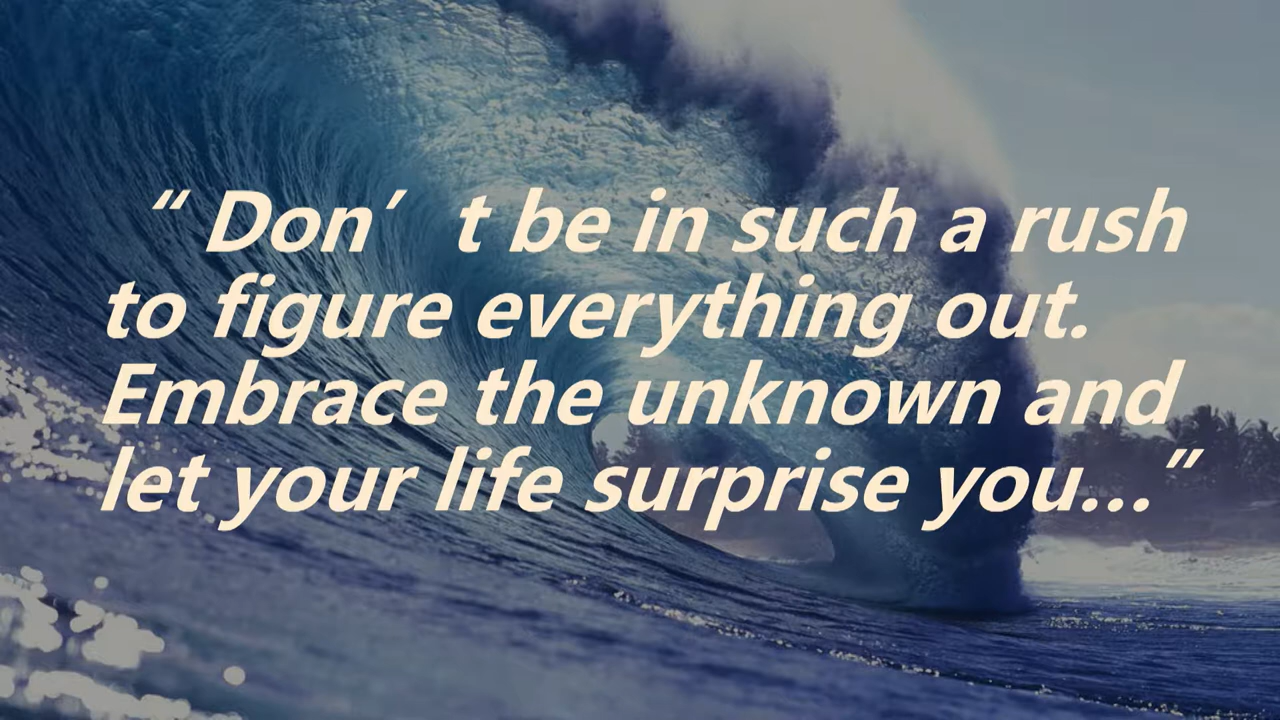 “Don’t be in such a rush
to figure everything out.
Embrace the unknown and
let your life surprise you...”